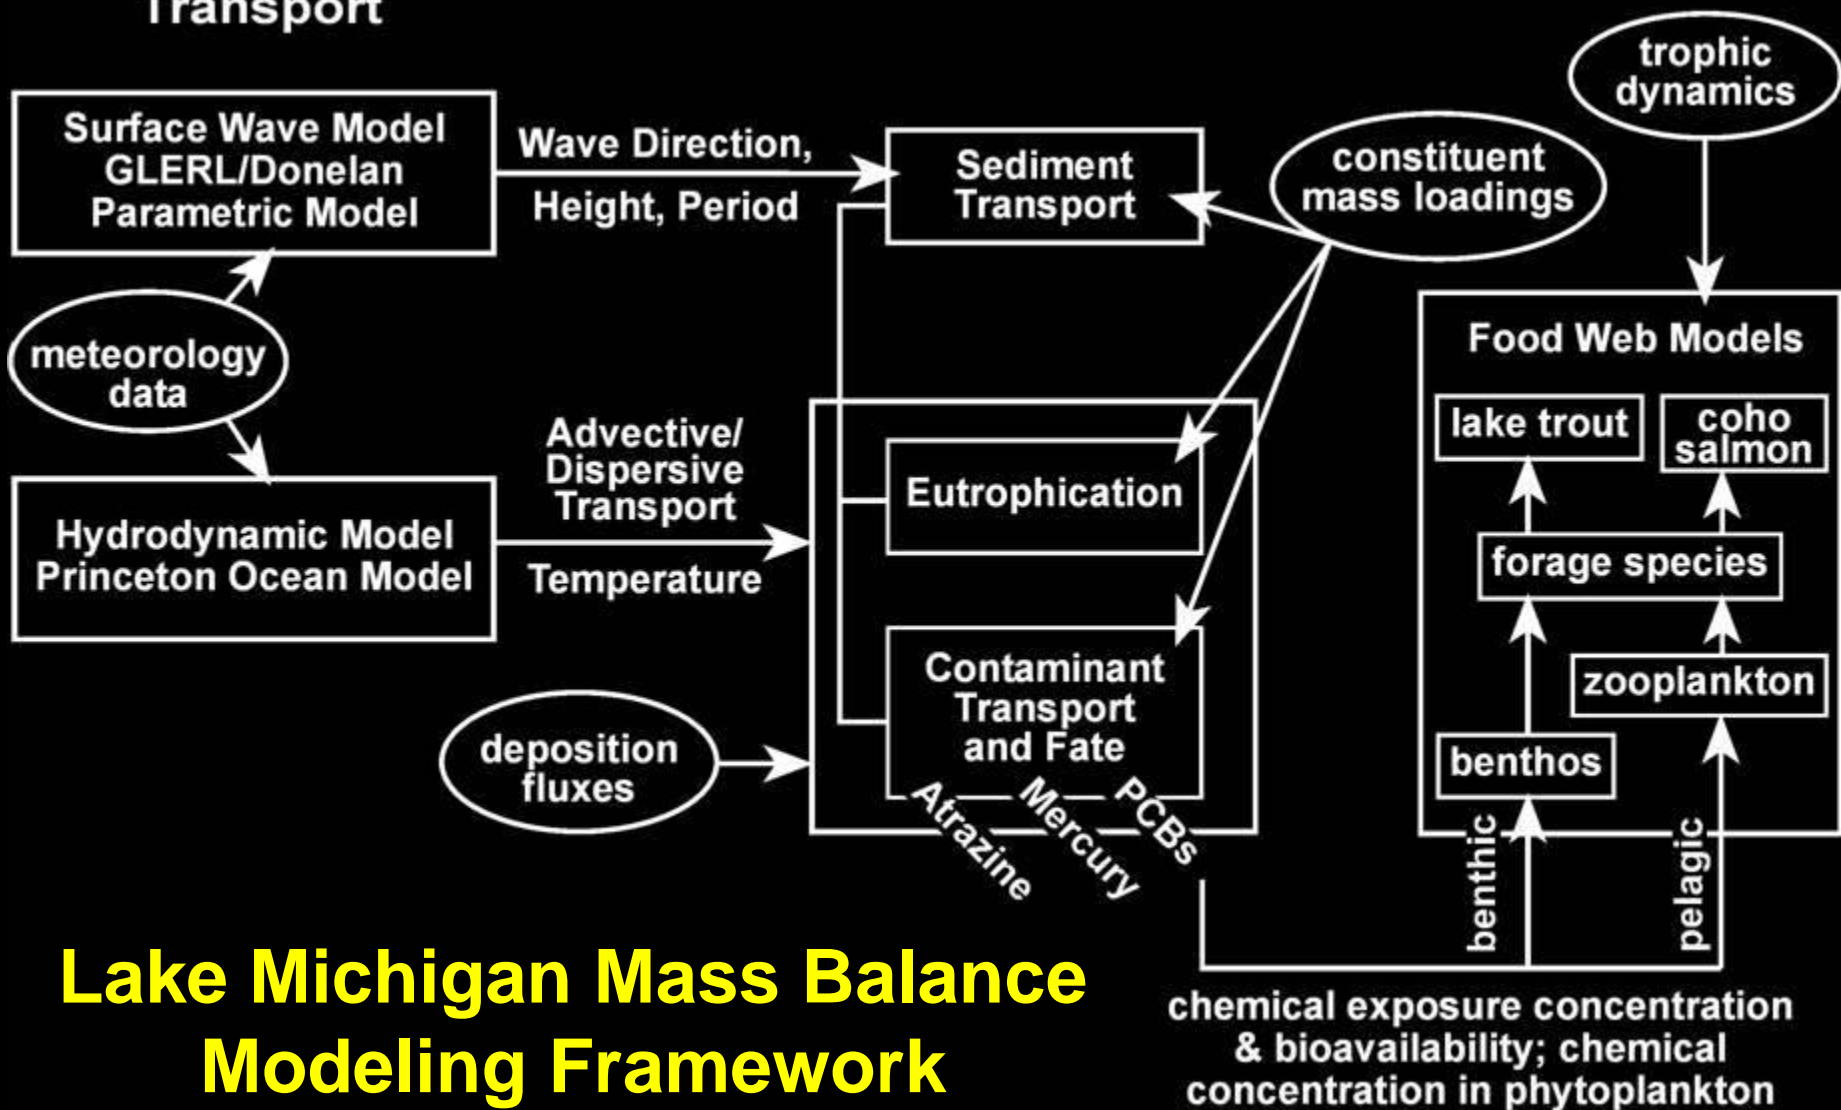 Transport
trophic
dynamics
Surface Wave Model
GLERL/Donelan
Parametric Model
Wave Direction,
Height, Period
Sediment
Transport
constituent
mass loadings
meteorology
data
Food Web Models
lake trout
coho
salmon
forage species
zooplankton
benthos
benthic
pelagic
Hydrodynamic Model
Princeton Ocean Model
Advective/
Dispersive
Transport
Temperature
Eutrophication
Contaminant
Transport
and Fate
Atrazine
Mercury
PCBs
deposition
fluxes
Lake Michigan Mass Balance
Modeling Framework
chemical exposure concentration
& bioavailability; chemical
concentration in phytoplankton